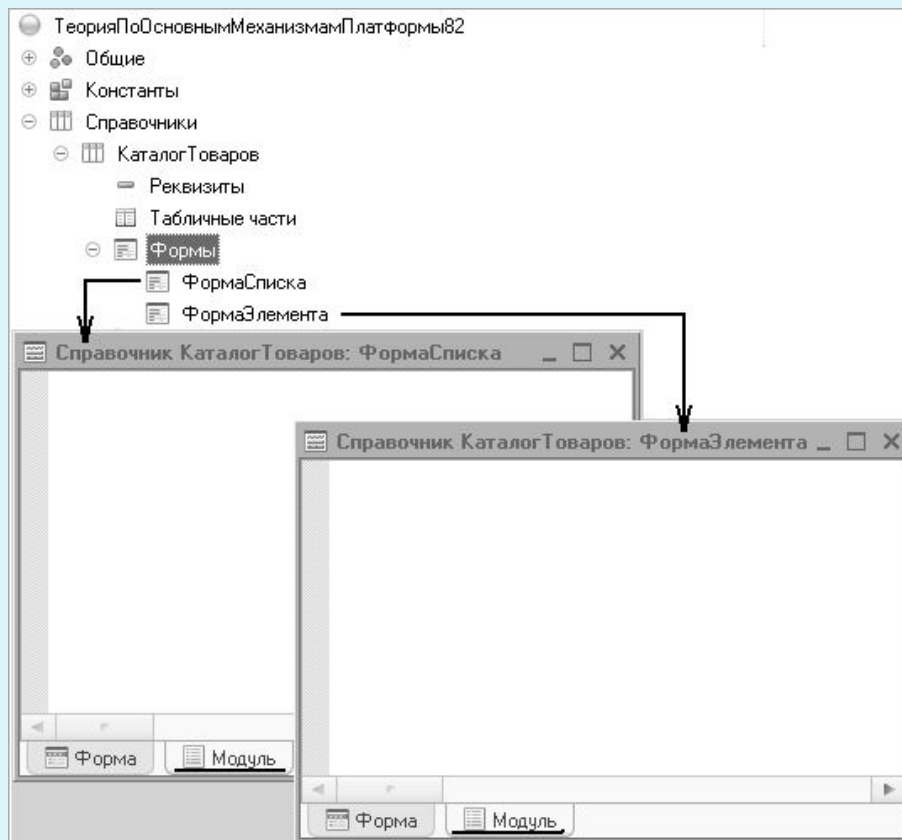 ТеорияПоОсновнымМеханизмамПлатформы82
Общие
Константы
Справочники
КаталогТоваров
Реквизиты
Табличные части
Формы
ФормаСписка
ФормаЭлемента
Справочник КаталогТоваров: ФормаСписка
Справочник КаталогТоваров: ФормаЭлемента
Форма Модуль
Форма Модуль